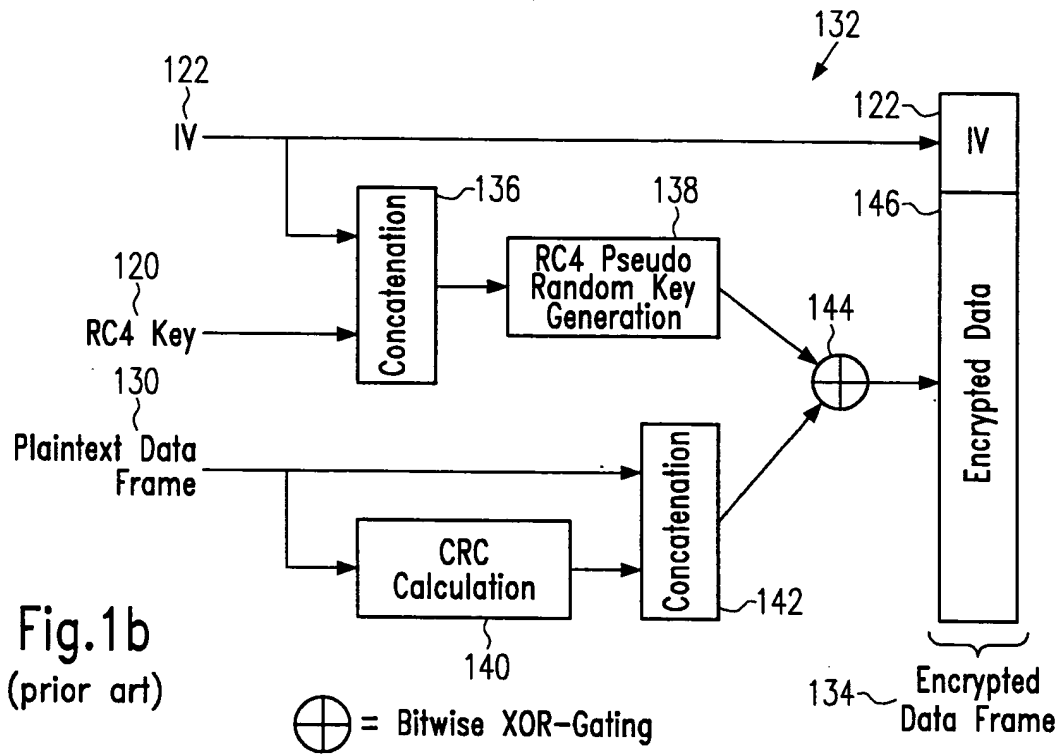 132
122
IV
122
IV
136
Concatenation
138
RC4 Pseudo
Random Key
Generation
146
Encrypted Data
120
RC4 Key
144
130
Plaintext Data
Frame
Concatenation
CRC
Calculation
142
140
Fig.1b
(prior art)
= Bitwise XOR-Gating
134
Encrypted
Data Frame